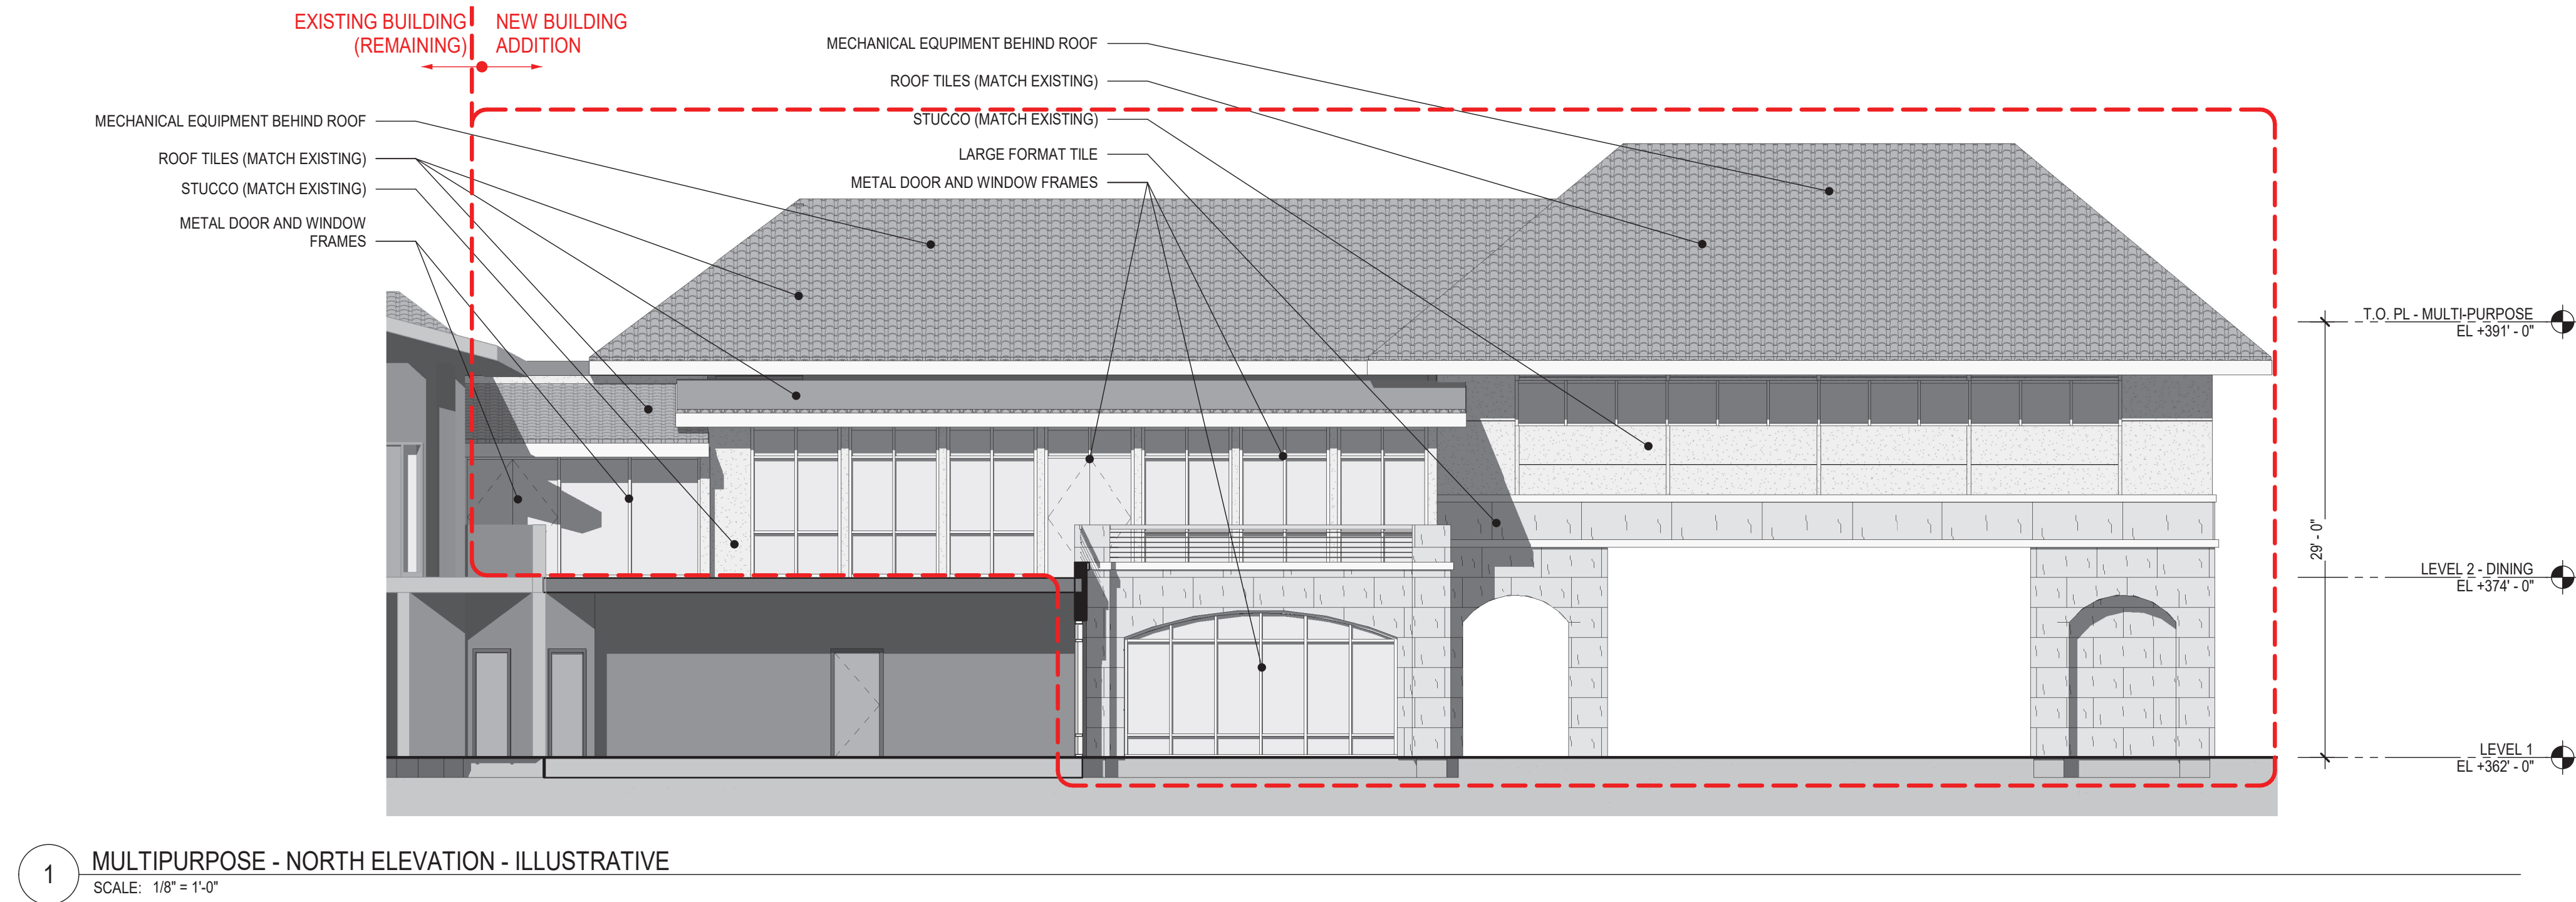 EXISTING BUILDING
(REMAINING)
NEW BUILDING
ADDITION
MECHANICAL EQUIPMENT BEHIND ROOF
ROOF TILES (MATCH EXISTING)
STUCCO (MATCH EXISTING)
METAL DOOR AND WINDOW
FRAMES
MECHANICAL EQUPIMENT BEHIND ROOF
ROOF TILES (MATCH EXISTING)
STUCCO (MATCH EXISTING)
LARGE FORMAT TILE
METAL DOOR AND WINDOW FRAMES
T.O. PL - MULTI-PURPOSE
EL +391' - 0"
29' - 0"
LEVEL 2 - DINING
EL +374' - 0"
LEVEL 1
EL +362' - 0"
1
MULTIPURPOSE - NORTH ELEVATION - ILLUSTRATIVE
SCALE: 1/8" = 1'-0"